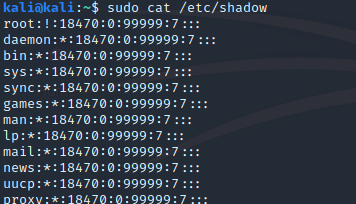 kali@kali:~$ sudo cat /etc/shadow
root:!:18470:0:99999:7:::
daemon:*:18470:0:99999:7:::
bin:*:18470:0:99999:7:::
sys:*:18470:0:99999:7:::
sync:*:18470:0:99999:7:::
games:*:18470:0:99999:7:::
man:*:18470:0:99999:7:::
lp:*:18470:0:99999:7:::
mail:*:18470:0:99999:7:::
news:*:18470:0:99999:7:::
uucp:*:18470:0:99999:7:::
proxy:*:18470:0:99999:7:::